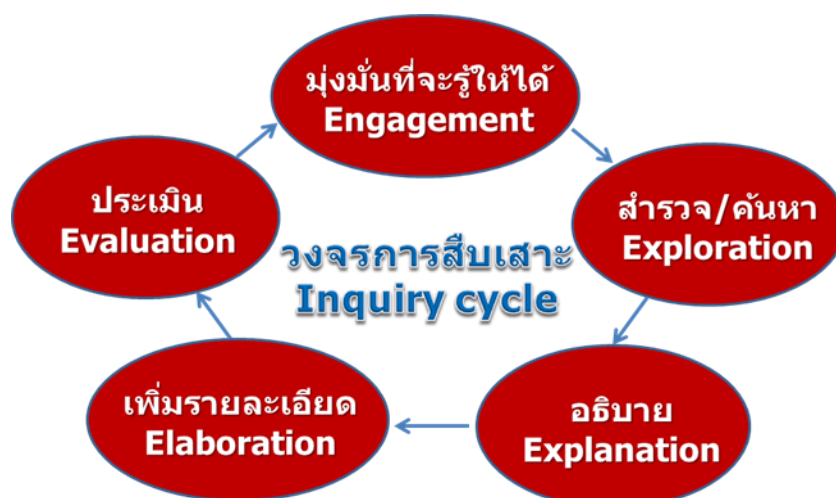 มุ่งมั่นที่จะรู้ให้ได้
Engagement
สำรวจ/ค้นหา
Exploration
อธิบาย
Explanation
เพิ่มรายละเอียด
Elaboration
ประเมิน
Evaluation
วงจรการสืบเสาะ
Inquiry cycle